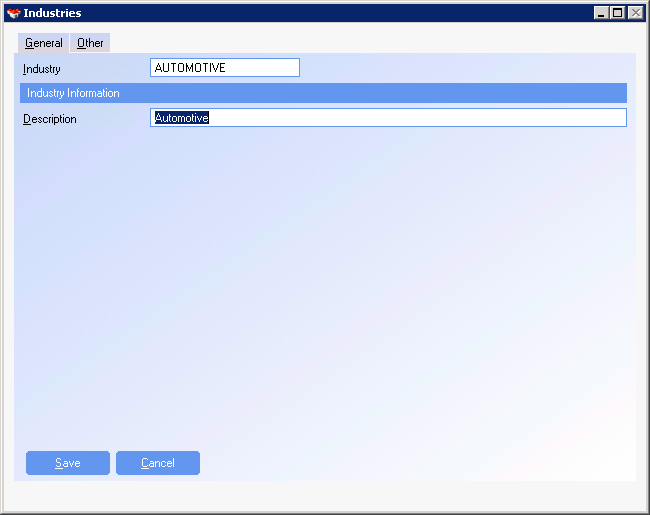 Industries
General Other
Industry AUTOMOTIVE
Industry Information
Description Automotive
Save Cancel